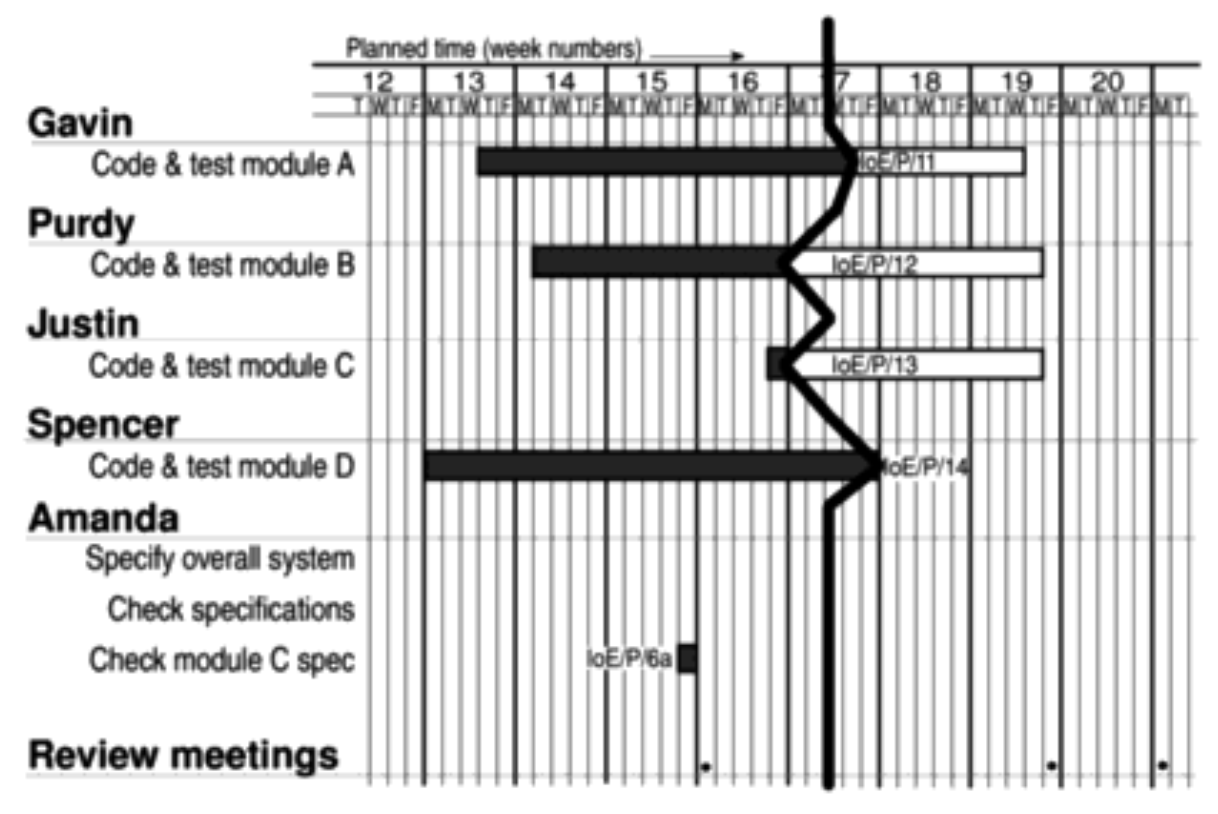 Planned time (week numbers)
12 13 14 15 16 17 18 19 20
T W T F M T W T F M T W T F M T W T F M T W T F M T W T F M T W T F M T W T F M T W T F M T
Gavin
Code & test module A IoE/P/11
Purdy
Code & test module B IoE/P/12
Justin
Code & test module C IoE/P/13
Spencer
Code & test module D IoE/P/14
Amanda
Specify overall system
Check specifications
Check module C spec IoE/P/6a
Review meetings